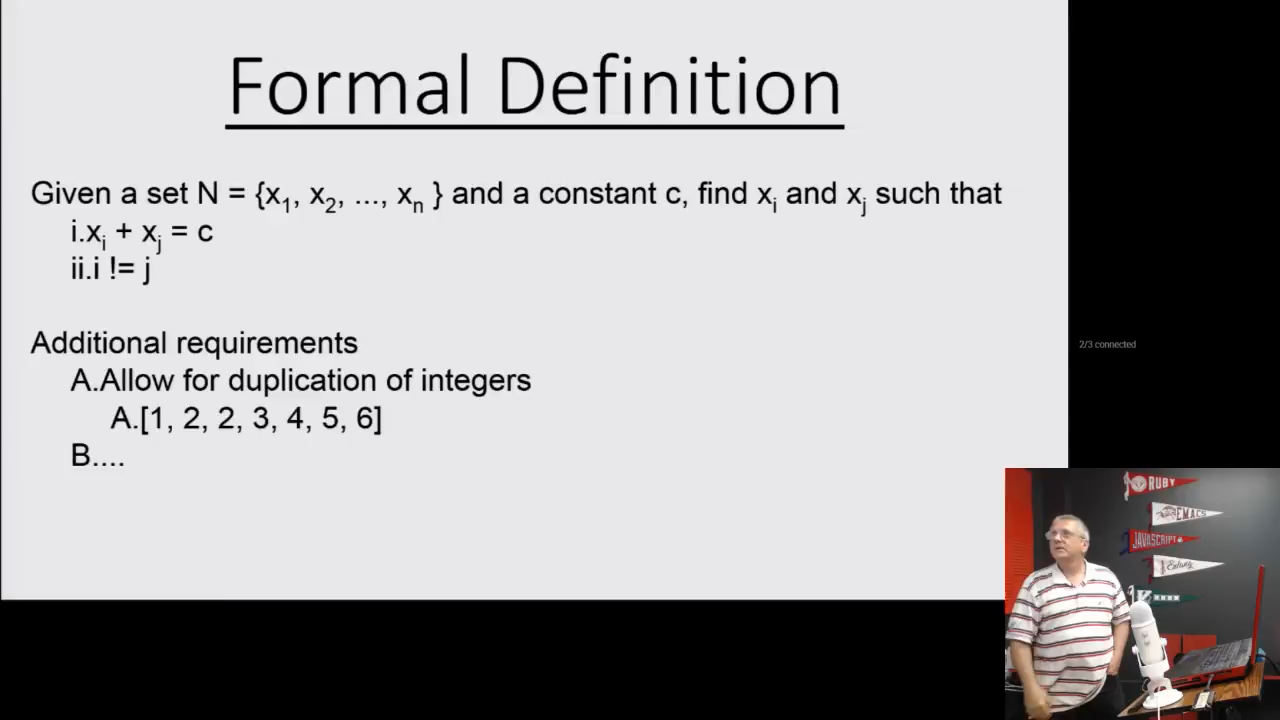 Formal Definition
Given a set N = {x1, x2, ..., xn } and a constant c, find xi and xj such that
i.xi + xj = c
ii.i != j
Additional requirements
A.Allow for duplication of integers
A.[1, 2, 2, 3, 4, 5, 6]
B....
2/3 connected
RUBY
EMACS
JAVASCRIPT
Erlang